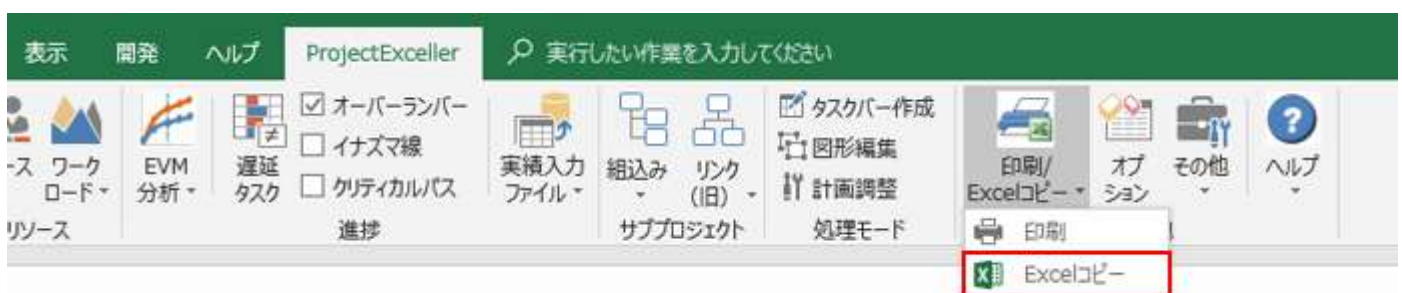 表示 開発 ヘルプ ProjectExceller 実行したい作業を入力してください
ース ワーク
ロード
EVM
分析
遅延
タスク
オーバーランバー
イナズマ線
クリティカルパス
実績入力
ファイル
組込み
リンク
(旧)
タスクバー作成
図形編集
計画調整
印刷/
Excelコピー
オプ
ション
その他
ヘルプ
リソース 進捗 サブプロジェクト 処理モード
印刷
Excelコピー